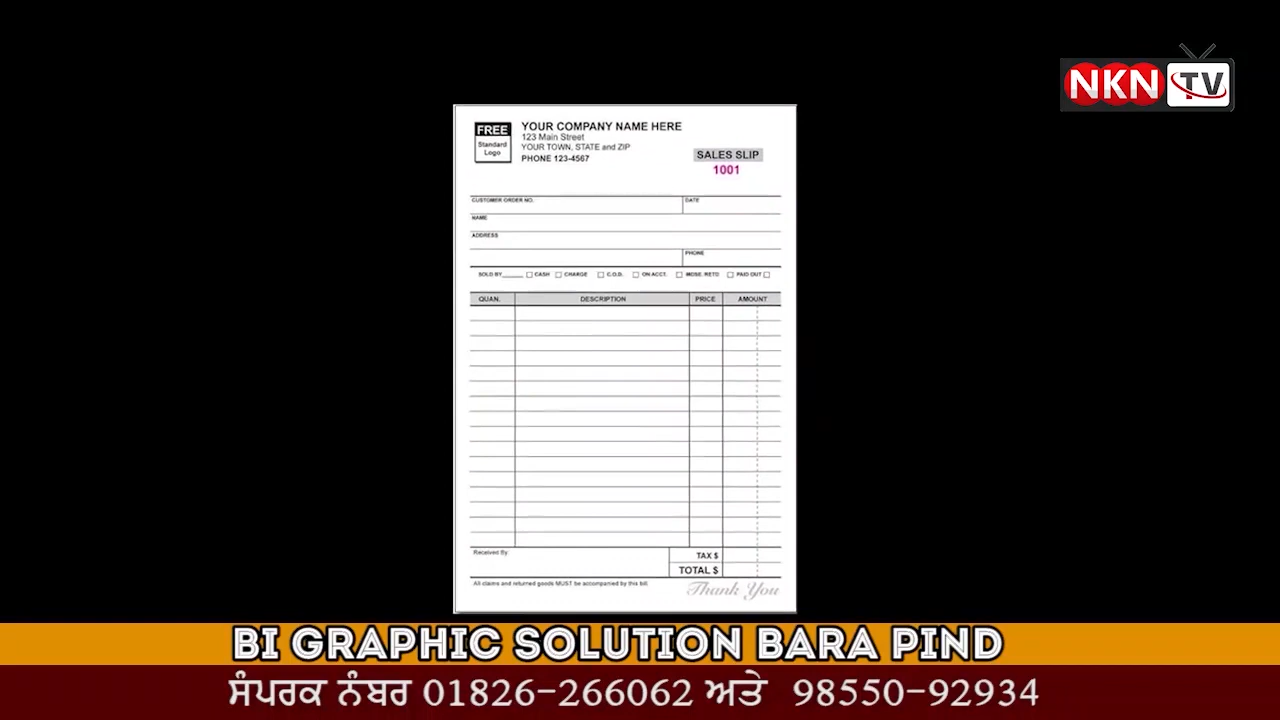 NKN TV
FREE
Standard
Logo
YOUR COMPANY NAME HERE
123 Main Street
YOUR TOWN, STATE and ZIP
PHONE 123-4567
SALES SLIP
1001
CUSTOMER ORDER NO. DATE
NAME
ADDRESS
PHONE
SOLD BY______ CASH CHARGE C.O.D. ON ACCT. MDSE. RETD PAID OUT
QUAN. DESCRIPTION PRICE AMOUNT
Received By TAX $
TOTAL $
All claims and returned goods MUST be accompanied by this bill
Thank You
BI GRAPHIC SOLUTION BARA PIND
ਸੰਪਰਕ ਨੰਬਰ 01826-266062 ਅਤੇ 98550-92934